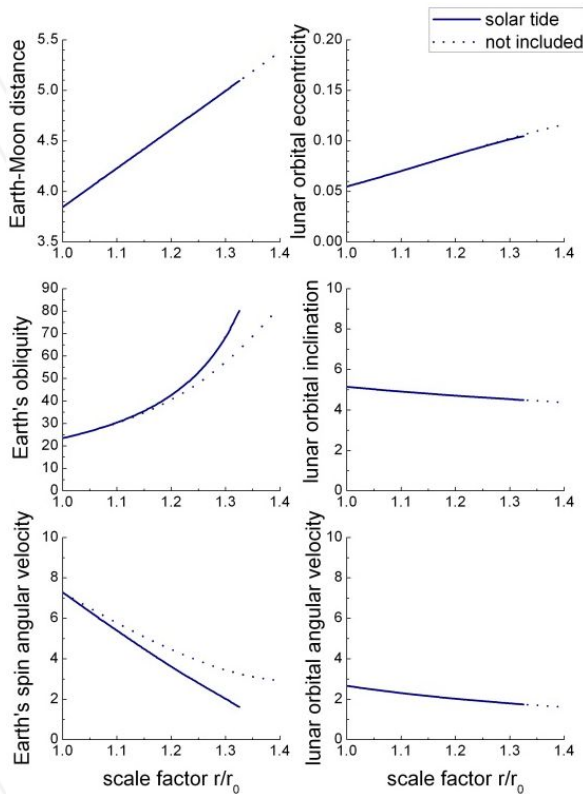 solar tide
not included
Earth-Moon distance
5.5
5.0
4.5
4.0
3.5
1.0 1.1 1.2 1.3 1.4
lunar orbital eccentricity
0.20
0.15
0.10
0.05
0.00
1.0 1.1 1.2 1.3 1.4
Earth's obliquity
90
80
70
60
50
40
30
20
10
00
1.0 1.1 1.2 1.3 1.4
lunar orbital inclination
10
8
6
4
2
0
1.0 1.1 1.2 1.3 1.4
Earth's spin angular velocity
10
8
6
4
2
0
1.0 1.1 1.2 1.3 1.4
scale factor r/r₀
lunar orbital angular velocity
10
8
6
4
2
0
1.0 1.1 1.2 1.3 1.4
scale factor r/r₀